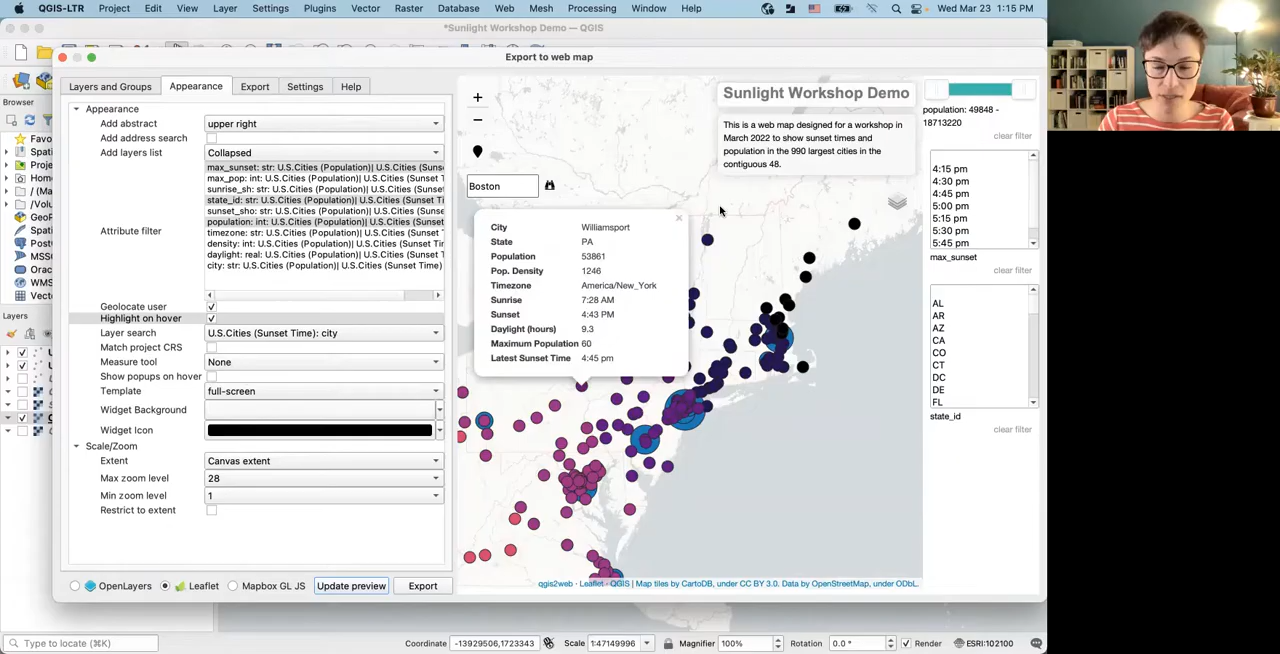 QGIS-LTR Project Edit View Layer Settings Plugins Vector Raster Database Web Mesh Processing Window Help Wed Mar 23 1:15 PM
*Sunlight Workshop Demo — QGIS
Export to web map
Layers and Groups Appearance Export Settings Help
Browser
Favo
Spati
Proje
Home
/ (Ma
/Volu
GeoP
Spati
Post
MSS
Orac
WMS
Vect
Layers
Appearance
Add abstract upper right
Add address search
Add layers list Collapsed
Attribute filter
max_sunset: str: U.S.Cities (Population)| U.S.Cities (Sunse
max_pop: int: U.S.Cities (Population)| U.S.Cities (Sunset T
sunrise_sh: str: U.S.Cities (Population)| U.S.Cities (Sunse
state_id: str: U.S.Cities (Population)| U.S.Cities (Sunset T
sunset_sho: str: U.S.Cities (Population)| U.S.Cities (Sunse
population: int: U.S.Cities (Population)| U.S.Cities (Sunset
timezone: str: U.S.Cities (Population)| U.S.Cities (Sunset
density: int: U.S.Cities (Population)| U.S.Cities (Sunset Ti
daylight: real: U.S.Cities (Population)| U.S.Cities (Sunset
city: str: U.S.Cities (Population)| U.S.Cities (Sunset Time)
Geolocate user
Highlight on hover
Layer search U.S.Cities (Sunset Time): city
Match project CRS
Measure tool None
Show popups on hover
Template full-screen
Widget Background
Widget Icon
Scale/Zoom
Extent Canvas extent
Max zoom level 28
Min zoom level 1
Restrict to extent
OpenLayers Leaflet Mapbox GL JS Update preview Export
+
−
Boston
City Williamsport
State PA
Population 53861
Pop. Density 1246
Timezone America/New_York
Sunrise 7:28 AM
Sunset 4:43 PM
Daylight (hours) 9.3
Maximum Population 60
Latest Sunset Time 4:45 pm
×
Sunlight Workshop Demo
This is a web map designed for a workshop in
March 2022 to show sunset times and
population in the 990 largest cities in the
contiguous 48.
qgis2web · Leaflet · QGIS | Map tiles by CartoDB, under CC BY 3.0. Data by OpenStreetMap, under ODbL.
population: 49848 -
18713220
clear filter
4:15 pm
4:30 pm
4:45 pm
5:00 pm
5:15 pm
5:30 pm
5:45 pm
max_sunset
clear filter
AL
AR
AZ
CA
CO
CT
DC
DE
FL
state_id
clear filter
Type to locate (⌘K) Coordinate -13929506,1723343 Scale 1:47149996 Magnifier 100% Rotation 0.0 ° Render ESRI:102100